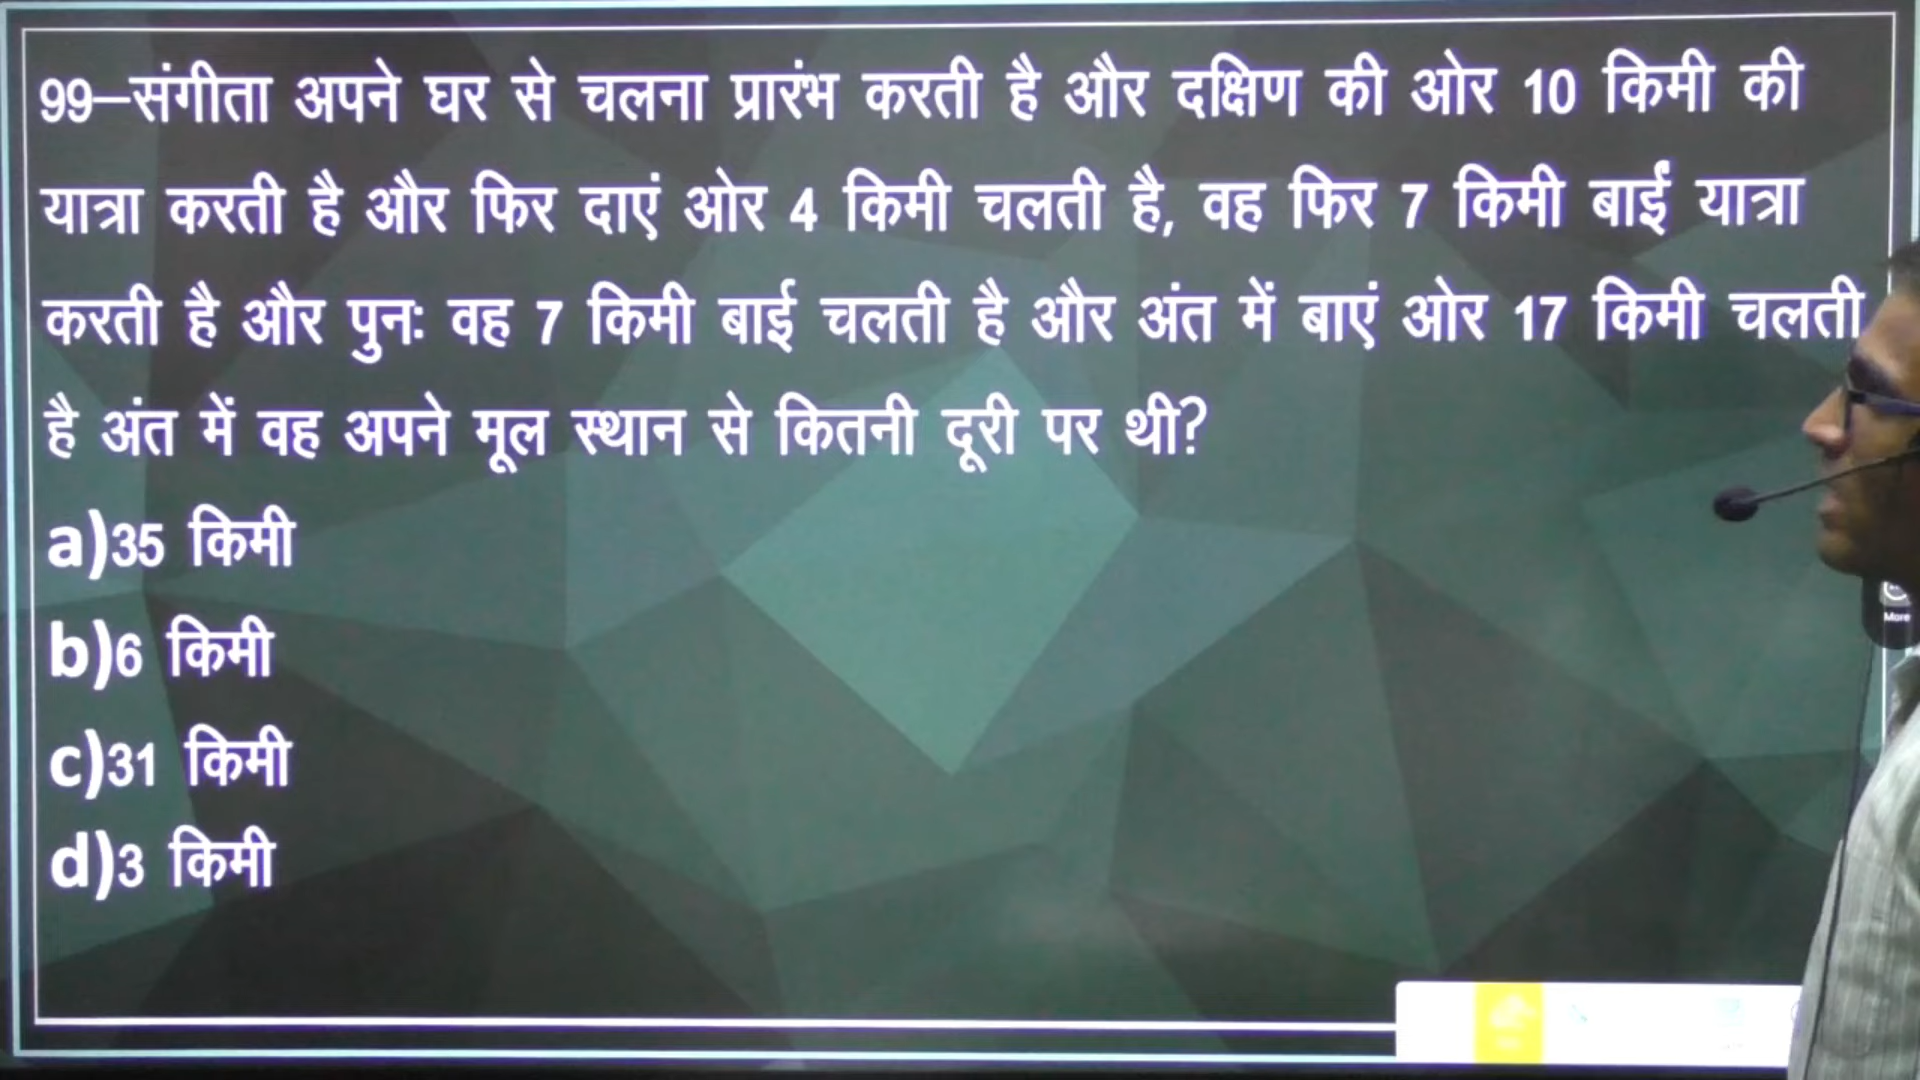 99–संगीता अपने घर से चलना प्रारंभ करती है और दक्षिण की ओर 10 किमी की
यात्रा करती है और फिर दाएं ओर 4 किमी चलती है, वह फिर 7 किमी बाईं यात्रा
करती है और पुनः वह 7 किमी बाई चलती है और अंत में बाएं ओर 17 किमी चलती
है अंत में वह अपने मूल स्थान से कितनी दूरी पर थी?
a)35 किमी
b)6 किमी
More
c)31 किमी
d)3 किमी